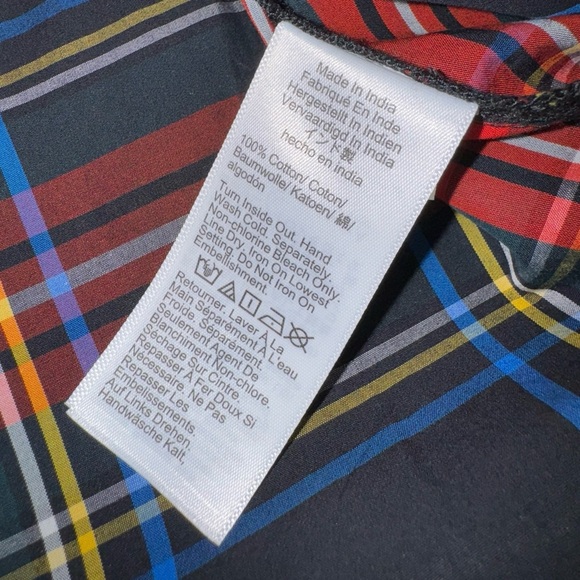 Made In India
Fabriqué En Inde
Hergestellt In Indien
Vervaardigd In India
インド製
hecho en india
100% Cotton/ Coton/
Baumwolle/ Katoen/ 綿/
algodón
Turn Inside Out. Hand
Wash Cold. Separately.
Non-chlorine Bleach Only.
Line Dry. Iron On Lowest
Setting. Do Not Iron On
Embellishment.
Retourner. Laver À La
Main Séparément À L'eau
Froide. Séparément.
Seulement Agent De
Blanchiment Non-chlore.
Séchage Sur Cintre.
Repasser À Fer Doux Si
Nécessaire. Ne Pas
Repasser Les
Embellissements.
Auf Links Drehen.
Handwäsche Kalt,